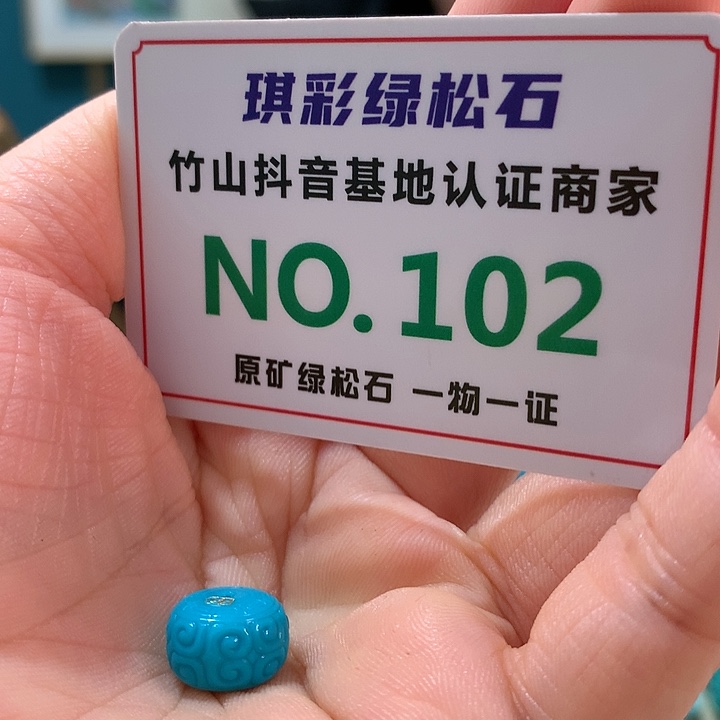 琪彩绿松石
竹山抖音基地认证商家
NO.102
原矿绿松石 一物一证